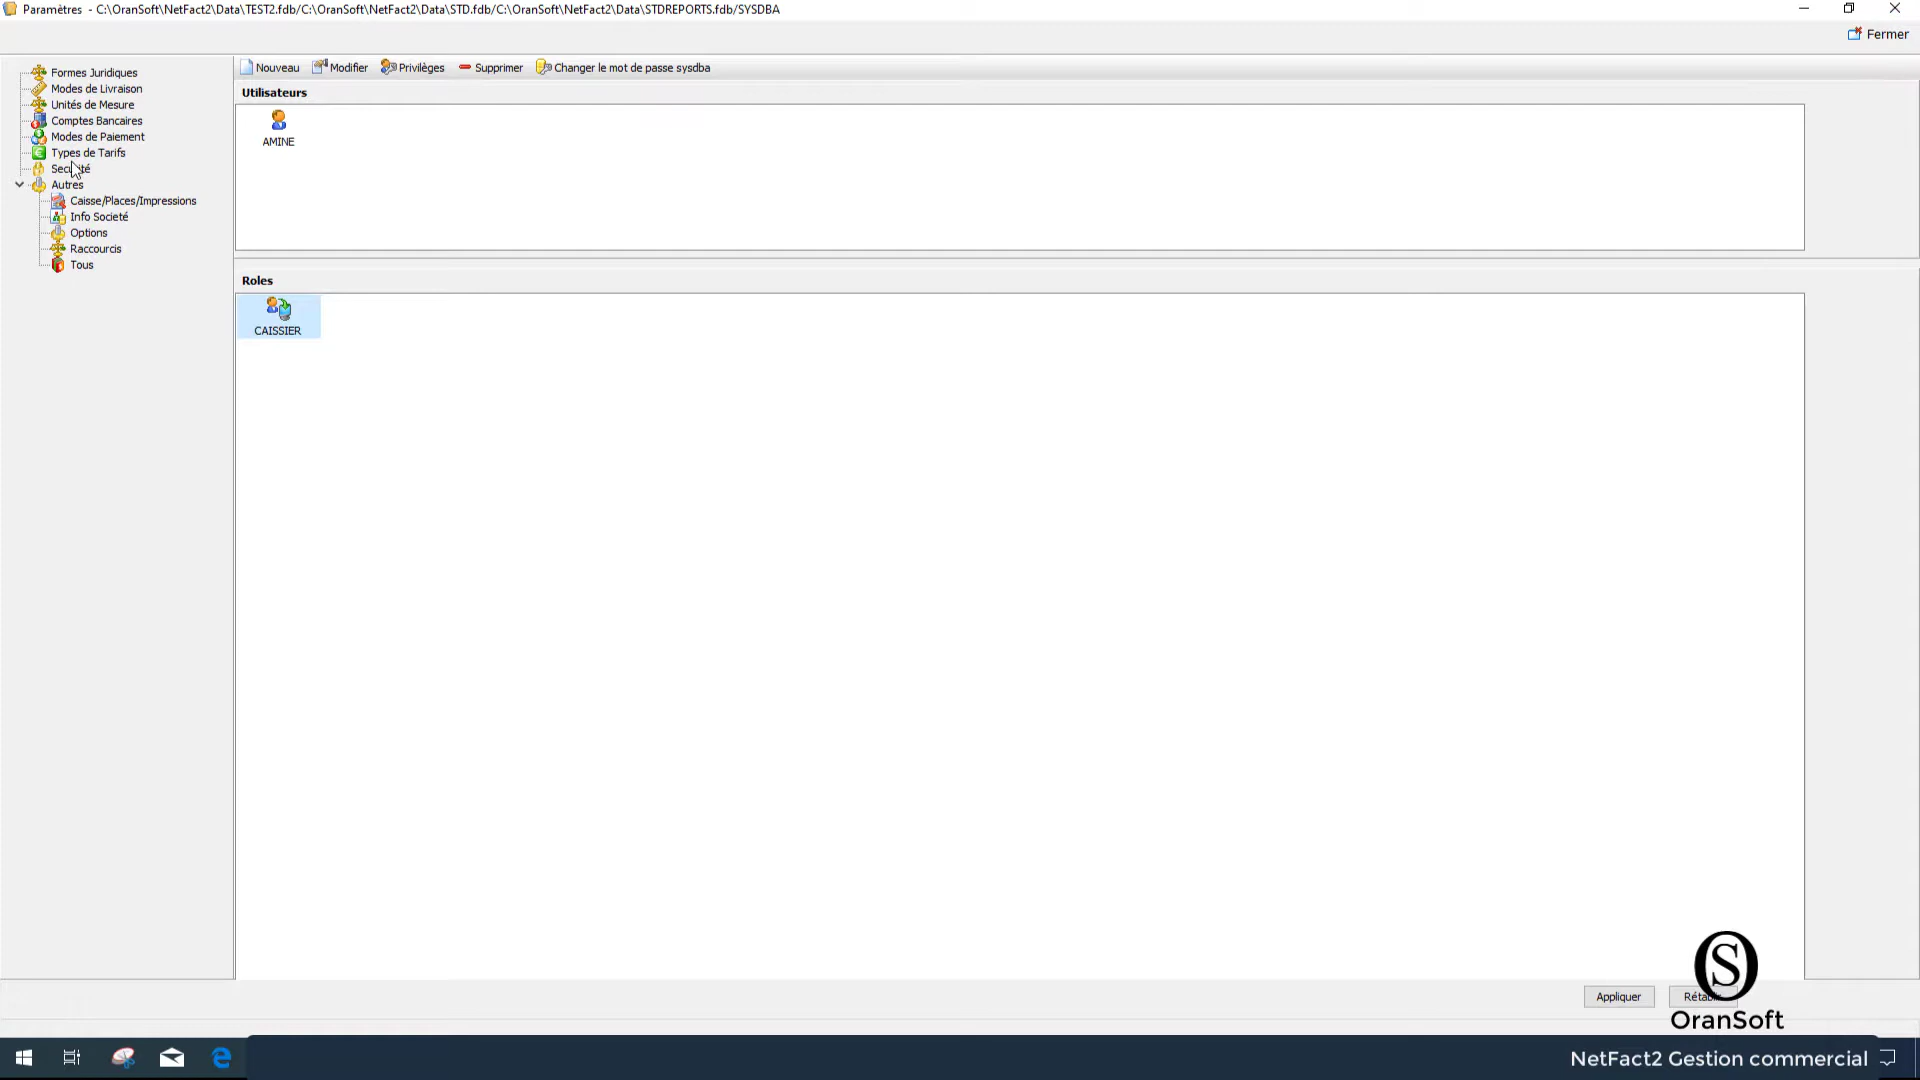 Paramètres - C:\OranSoft\NetFact2\Data\TEST2.fdb/C:\OranSoft\NetFact2\Data\STD.fdb/C:\OranSoft\NetFact2\Data\STDREPORTS.fdb/SYSDBA
Fermer
Formes Juridiques
Modes de Livraison
Unités de Mesure
Comptes Bancaires
Modes de Paiement
Types de Tarifs
Securité
Autres
Caisse/Places/Impressions
Info Societé
Options
Raccourcis
Tous
Nouveau Modifier Privilèges Supprimer Changer le mot de passe sysdba
Utilisateurs
AMINE
Roles
CAISSIER
Appliquer
OranSoft
NetFact2 Gestion commercial